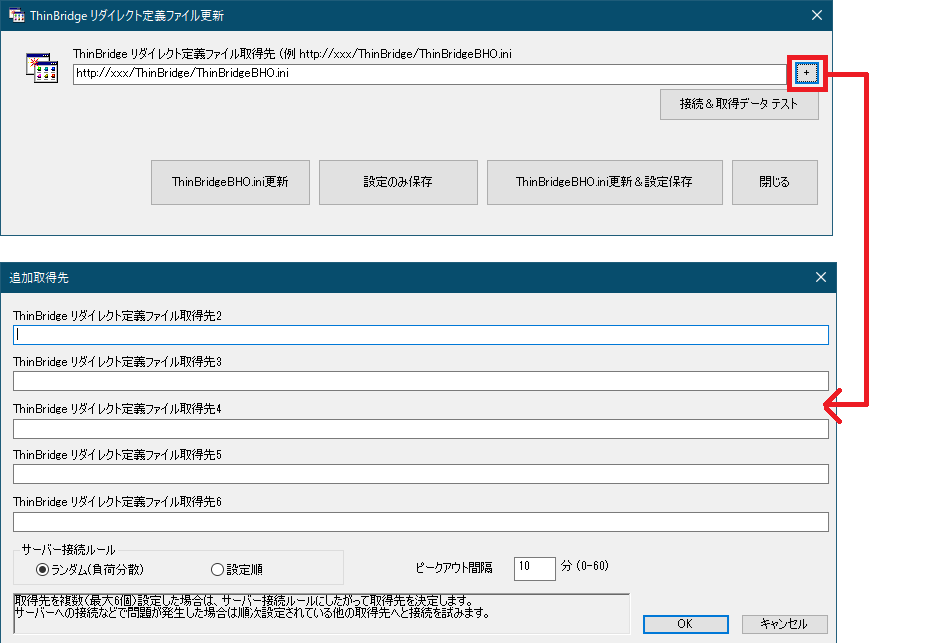 ThinBridge リダイレクト定義ファイル更新
ThinBridge リダイレクト定義ファイル取得先 (例 http://xxx/ThinBridge/ThinBridgeBHO.ini
http://xxx/ThinBridge/ThinBridgeBHO.ini
+
接続&取得データ テスト
ThinBridgeBHO.ini更新
設定のみ保存
ThinBridgeBHO.ini更新&設定保存
閉じる
追加取得先
ThinBridge リダイレクト定義ファイル取得先2
ThinBridge リダイレクト定義ファイル取得先3
ThinBridge リダイレクト定義ファイル取得先4
ThinBridge リダイレクト定義ファイル取得先5
ThinBridge リダイレクト定義ファイル取得先6
サーバー接続ルール
ランダム(負荷分散)
設定順
ピークアウト間隔
10
分 (0-60)
取得先を複数(最大6個)設定した場合は、サーバー接続ルールにしたがって取得先を決定します。
サーバーへの接続などで問題が発生した場合は順次設定されている他の取得先へと接続を試みます。
OK
キャンセル